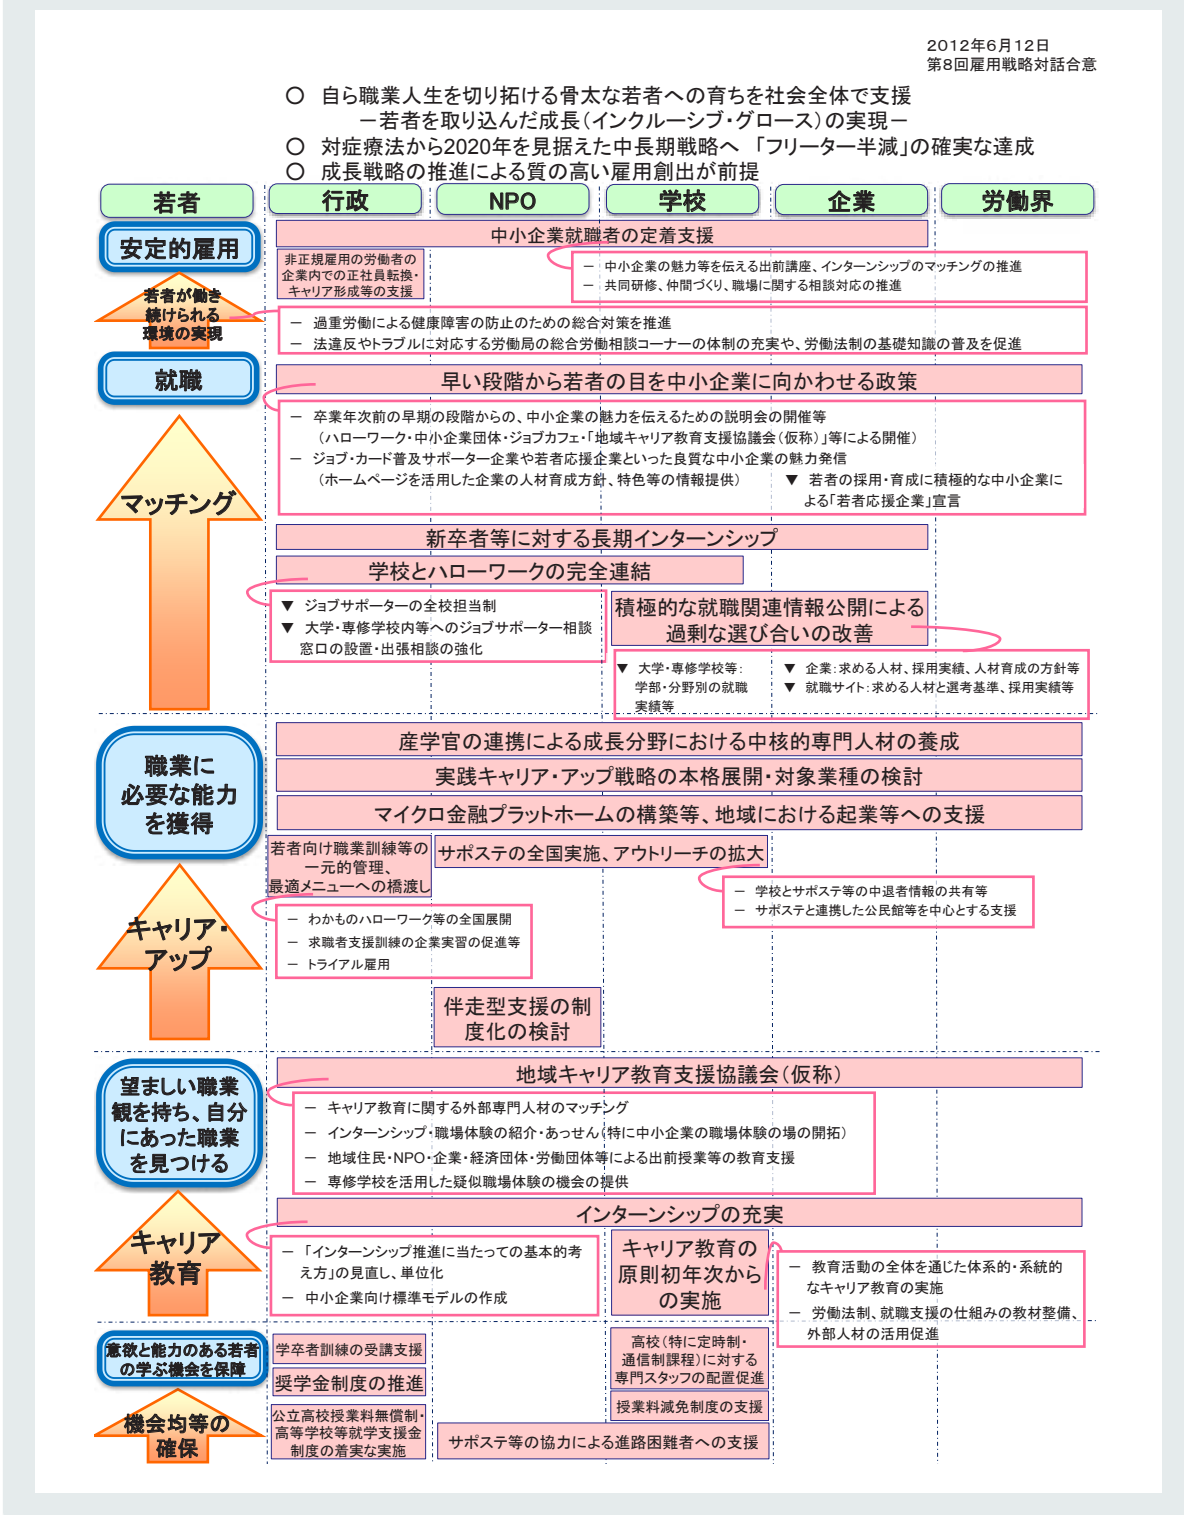 2012年6月12日
第8回雇用戦略対話合意
○ 自ら職業人生を切り拓ける骨太な若者への育ちを社会全体で支援
－若者を取り込んだ成長（インクルーシブ・グロース）の実現－
○ 対症療法から2020年を見据えた中長期戦略へ 「フリーター半減」の確実な達成
○ 成長戦略の推進による質の高い雇用創出が前提
若者
行政
NPO
学校
企業
労働界
安定的雇用
中小企業就職者の定着支援
非正規雇用の労働者の
企業内での正社員転換・
キャリア形成等の支援
－ 中小企業の魅力等を伝える出前講座、インターンシップのマッチングの推進
－ 共同研修、仲間づくり、職場に関する相談対応の推進
若者が働き
続けられる
環境の実現
－ 過重労働による健康障害の防止のための総合対策を推進
－ 法違反やトラブルに対応する労働局の総合労働相談コーナーの体制の充実や、労働法制の基礎知識の普及を促進
就職
早い段階から若者の目を中小企業に向かわせる政策
－ 卒業年次前の早期の段階からの、中小企業の魅力を伝えるための説明会の開催等
（ハローワーク・中小企業団体・ジョブカフェ・「地域キャリア教育支援協議会（仮称）」等による開催）
－ ジョブ・カード普及サポーター企業や若者応援企業といった良質な中小企業の魅力発信
（ホームページを活用した企業の人材育成方針、特色等の情報提供）
▼ 若者の採用・育成に積極的な中小企業に
よる「若者応援企業」宣言
マッチング
新卒者等に対する長期インターンシップ
学校とハローワークの完全連結
▼ ジョブサポーターの全校担当制
▼ 大学・専修学校内等へのジョブサポーター相談
窓口の設置・出張相談の強化
積極的な就職関連情報公開による
過剰な選び合いの改善
▼ 大学・専修学校等：
学部・分野別の就職
実績等
▼ 企業：求める人材、採用実績、人材育成の方針等
▼ 就職サイト：求める人材と選考基準、採用実績等
職業に
必要な能力
を獲得
産学官の連携による成長分野における中核的専門人材の養成
実践キャリア・アップ戦略の本格展開・対象業種の検討
マイクロ金融プラットホームの構築等、地域における起業等への支援
若者向け職業訓練等の
一元的管理、
最適メニューへの橋渡し
サポステの全国実施、アウトリーチの拡大
－ 学校とサポステ等の中退者情報の共有等
－ サポステと連携した公民館等を中心とする支援
－ わかものハローワーク等の全国展開
－ 求職者支援訓練の企業実習の促進等
－ トライアル雇用
キャリア・
アップ
伴走型支援の制
度化の検討
望ましい職業
観を持ち、自分
にあった職業
を見つける
地域キャリア教育支援協議会（仮称）
－ キャリア教育に関する外部専門人材のマッチング
－ インターンシップ・職場体験の紹介・あっせん（特に中小企業の職場体験の場の開拓）
－ 地域住民・NPO・企業・経済団体・労働団体等による出前授業等の教育支援
－ 専修学校を活用した疑似職場体験の機会の提供
キャリア
教育
インターンシップの充実
－ 「インターンシップ推進に当たっての基本的考
え方」の見直し、単位化
－ 中小企業向け標準モデルの作成
キャリア教育の
原則初年次から
の実施
－ 教育活動の全体を通じた体系的・系統的
なキャリア教育の実施
－ 労働法制、就職支援の仕組みの教材整備、
外部人材の活用促進
意欲と能力のある若者
の学ぶ機会を保障
学卒者訓練の受講支援
奨学金制度の推進
高校（特に定時制・
通信制課程）に対する
専門スタッフの配置促進
授業料減免制度の支援
機会均等の
確保
公立高校授業料無償制・
高等学校等就学支援金
制度の着実な実施
サポステ等の協力による進路困難者への支援